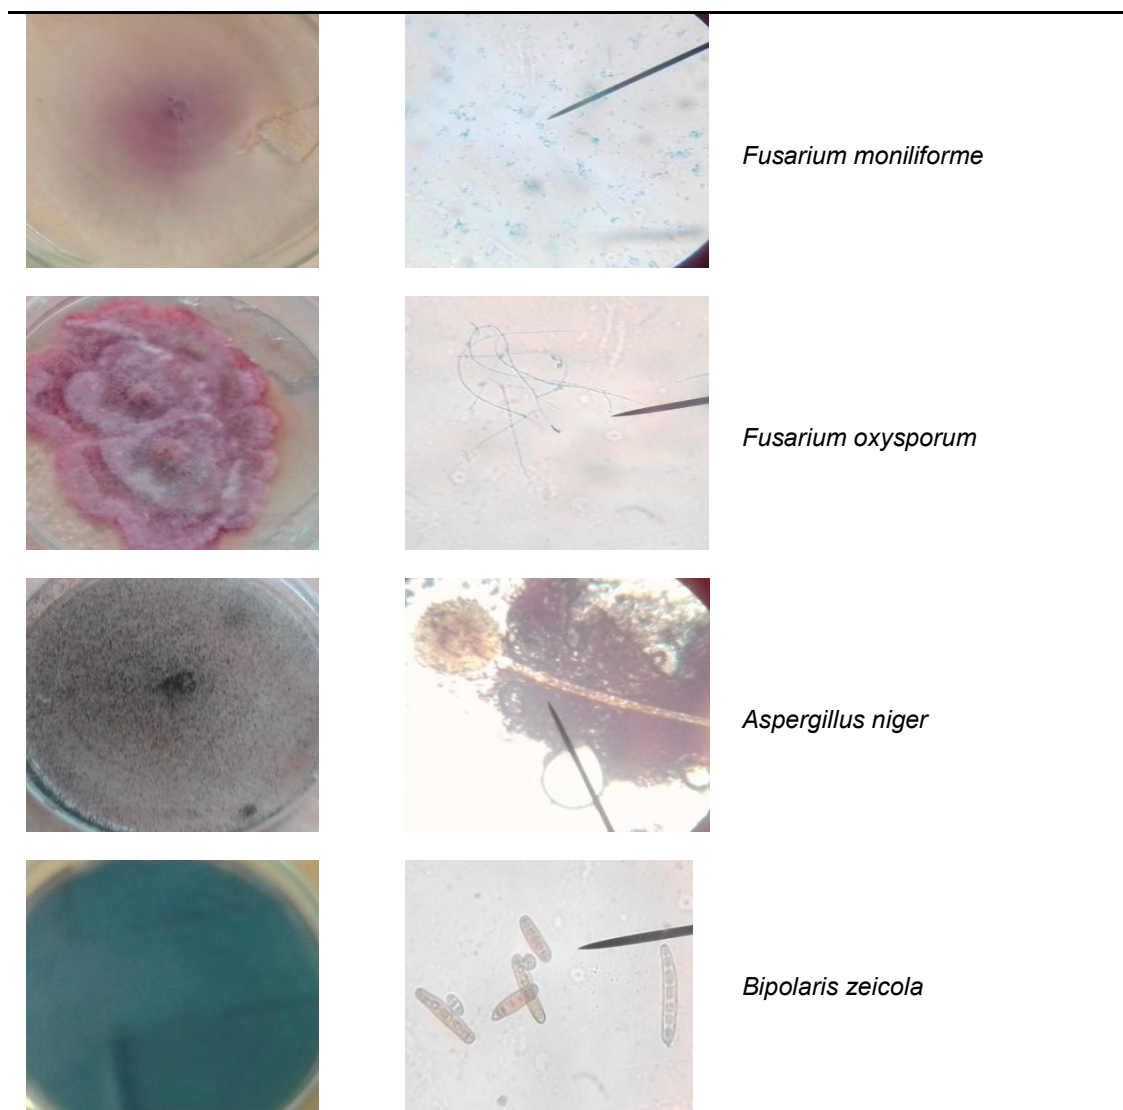 Fusarium moniliforme
Fusarium oxysporum
Aspergillus niger
Bipolaris zeicola